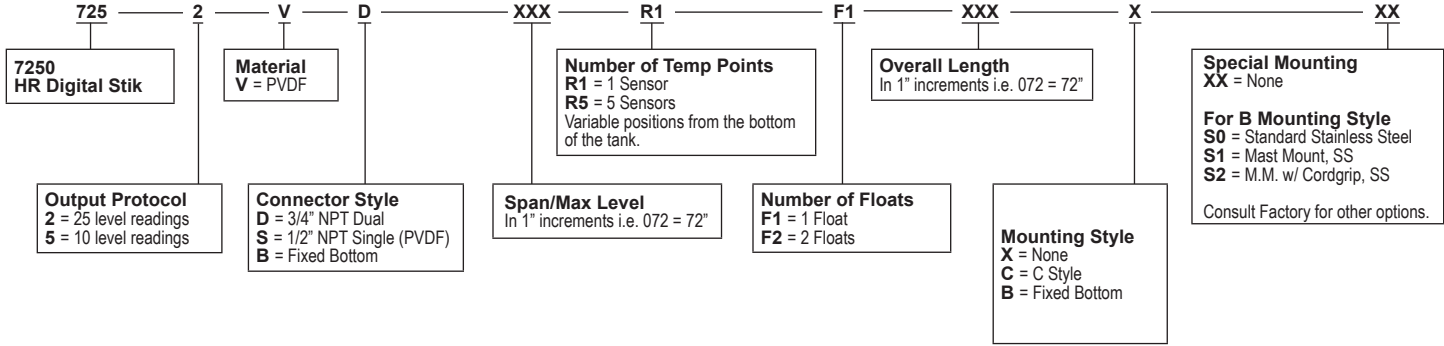 725 2 V D XXX R1 F1 XXX X XX
7250
HR Digital Stik
Material
V = PVDF
Number of Temp Points
R1 = 1 Sensor
R5 = 5 Sensors
Variable positions from the bottom
of the tank.
Overall Length
In 1” increments i.e. 072 = 72”
Special Mounting
XX = None
For B Mounting Style
S0 = Standard Stainless Steel
S1 = Mast Mount, SS
S2 = M.M. w/ Cordgrip, SS
Consult Factory for other options.
Output Protocol
2 = 25 level readings
5 = 10 level readings
Connector Style
D = 3/4” NPT Dual
S = 1/2” NPT Single (PVDF)
B = Fixed Bottom
Span/Max Level
In 1” increments i.e. 072 = 72”
Number of Floats
F1 = 1 Float
F2 = 2 Floats
Mounting Style
X = None
C = C Style
B = Fixed Bottom